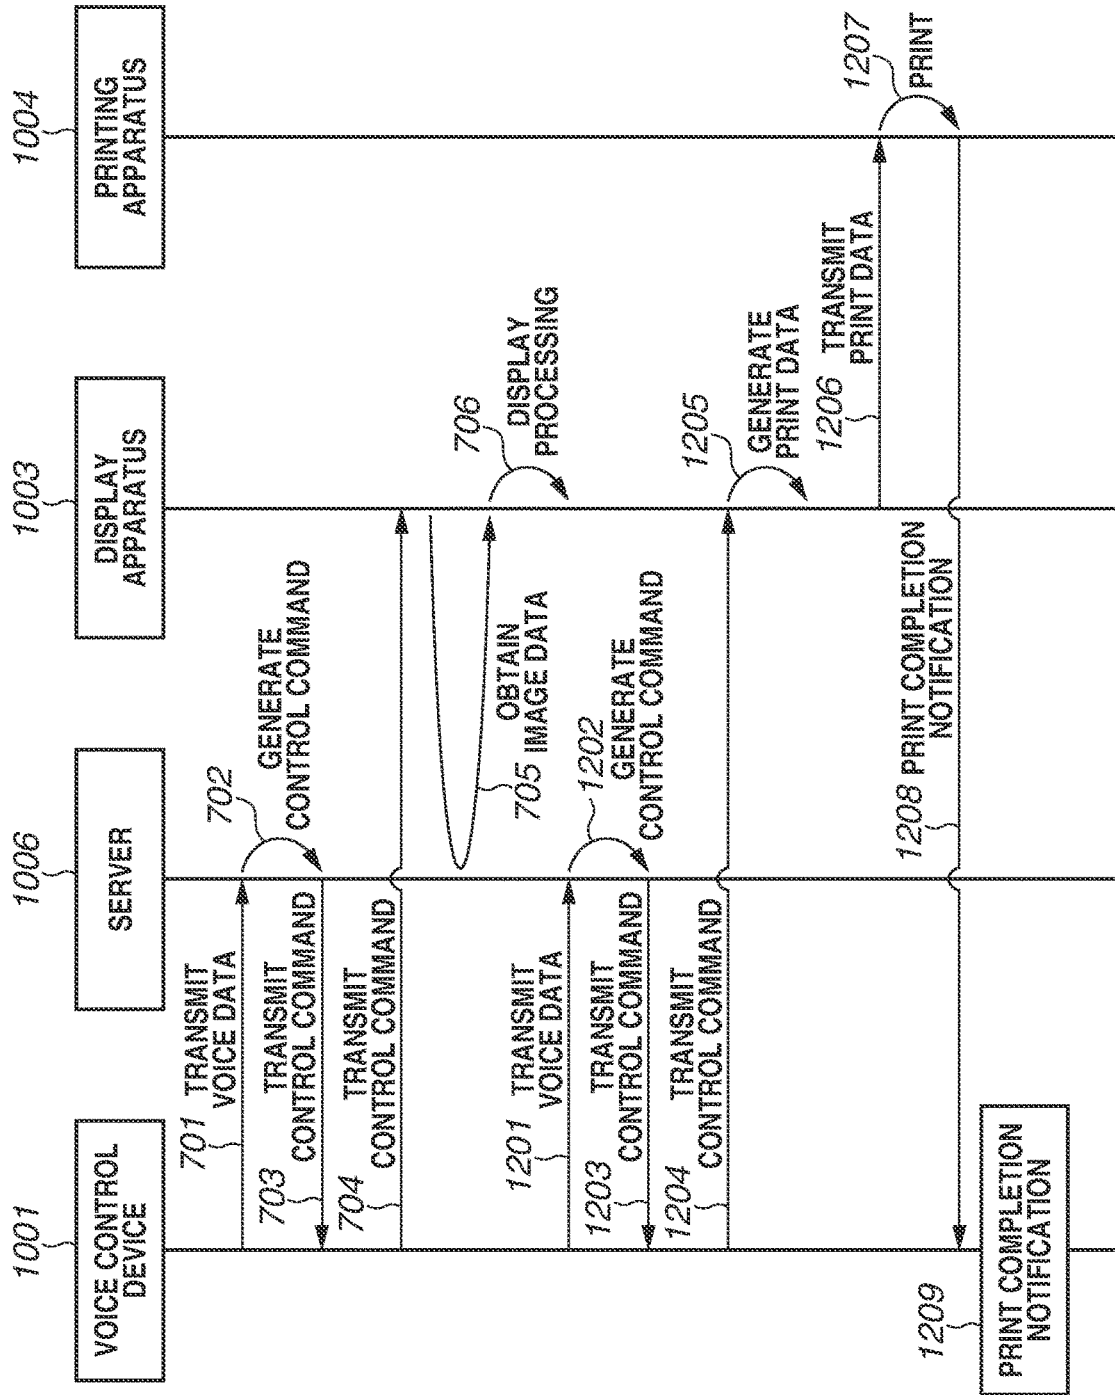 1001
VOICE CONTROL
DEVICE
1006
SERVER
1003
DISPLAY
APPARATUS
1004
PRINTING
APPARATUS
701
TRANSMIT
VOICE DATA
702
GENERATE
CONTROL COMMAND
703
TRANSMIT
CONTROL COMMAND
704
TRANSMIT
CONTROL COMMAND
705
OBTAIN
IMAGE DATA
706
DISPLAY
PROCESSING
1201
TRANSMIT
VOICE DATA
1202
GENERATE
CONTROL COMMAND
1203
TRANSMIT
CONTROL COMMAND
1204
TRANSMIT
CONTROL COMMAND
1205
GENERATE
PRINT DATA
1206
TRANSMIT
PRINT DATA
1207
PRINT
1208
PRINT COMPLETION
NOTIFICATION
1209
PRINT COMPLETION
NOTIFICATION